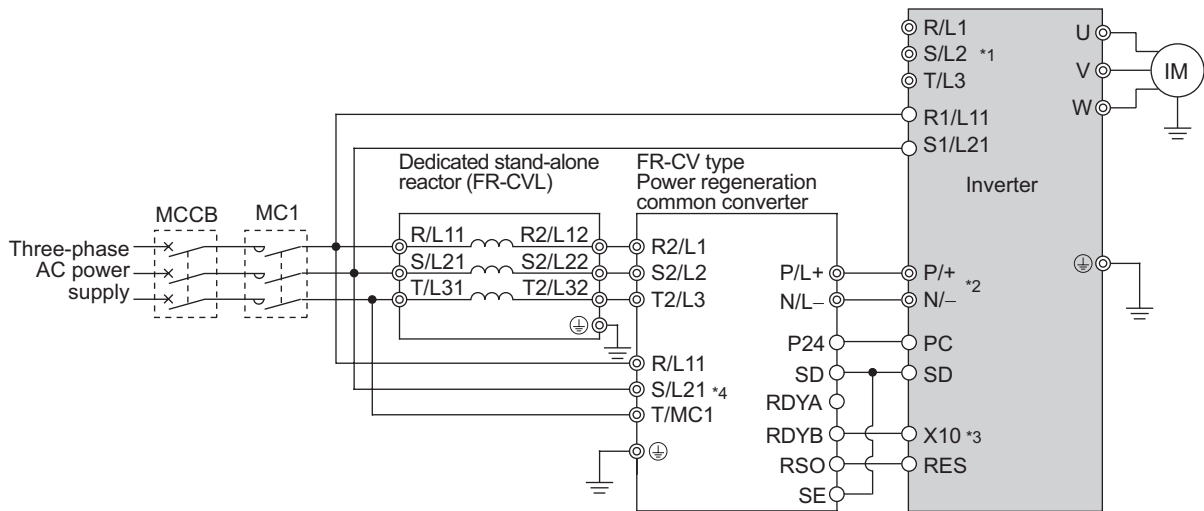 R/L1
S/L2 *1
T/L3
R1/L11
S1/L21
U
V
W
IM
Inverter
Dedicated stand-alone
reactor (FR-CVL)
FR-CV type
Power regeneration
common converter
MCCB
MC1
Three-phase
AC power
supply
R/L11
R2/L12
S/L21
S2/L22
T/L31
T2/L32
R2/L1
S2/L2
T2/L3
R/L11
S/L21 *4
T/MC1
P/L+
N/L−
P24
SD
RDYA
RDYB
RSO
SE
P/+
*2
N/−
PC
SD
X10 *3
RES